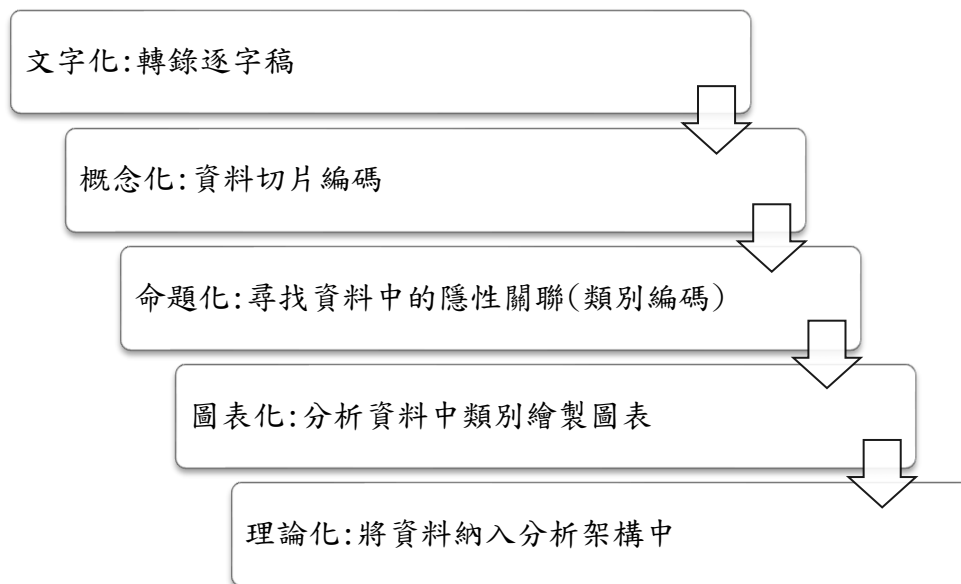 文字化:轉錄逐字稿
概念化:資料切片編碼
命題化:尋找資料中的隱性關聯(類別編碼)
圖表化:分析資料中類別繪製圖表
理論化:將資料納入分析架構中